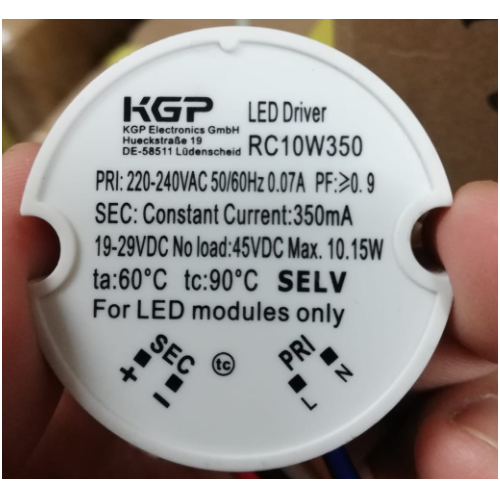 KGP
KGP Electronics GmbH
Hueckstraße 19
DE-58511 Lüdenscheid
LED Driver
RC10W350
PRI: 220-240VAC 50/60Hz 0.07A PF:≥0.9
SEC: Constant Current:350mA
19-29VDC No load:45VDC Max. 10.15W
ta:60°C tc:90°C SELV
For LED modules only
SEC
+
−
tc
PRI
L
N